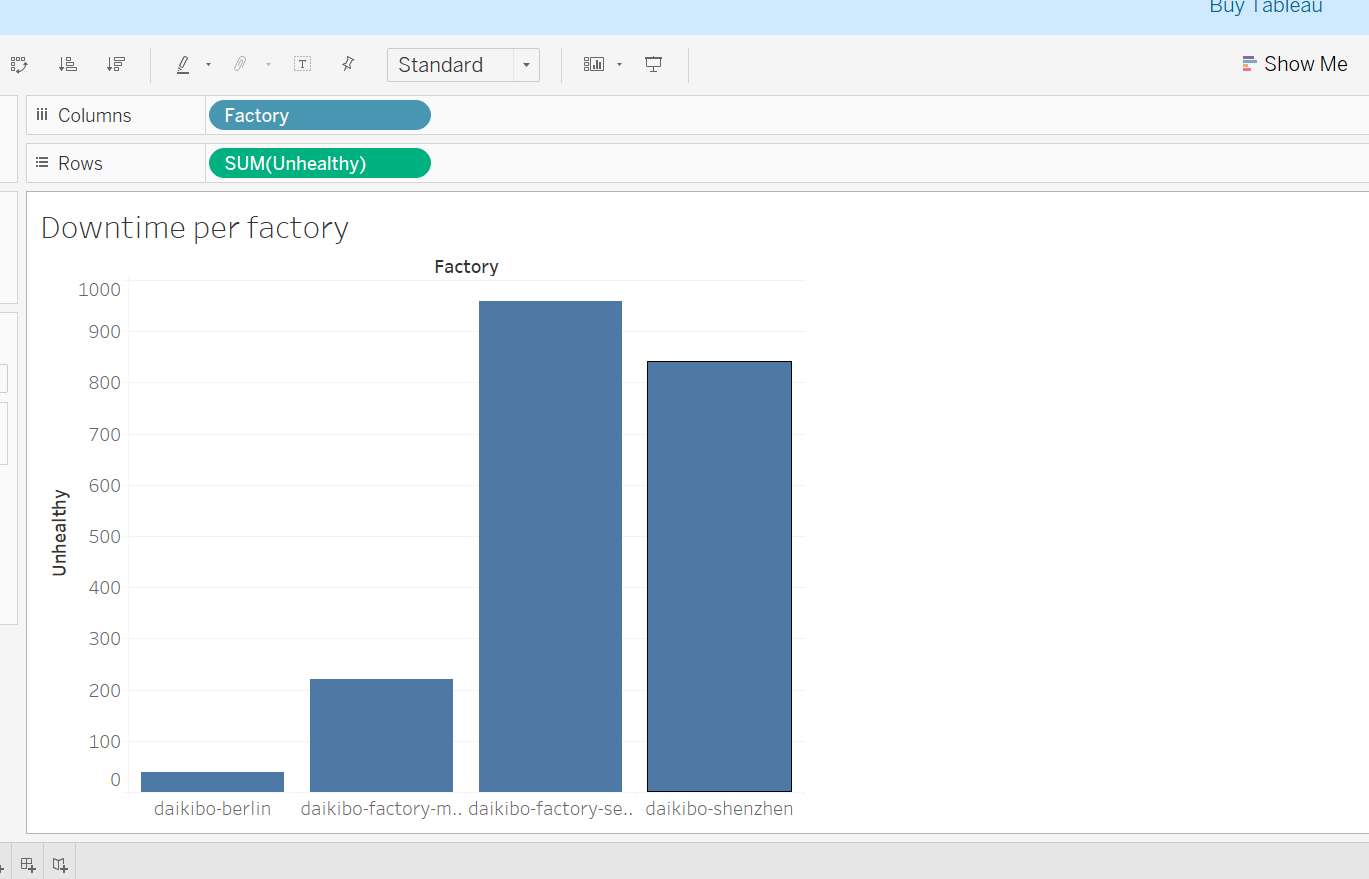 Buy Tableau
Standard
Show Me
Columns
Factory
Rows
SUM(Unhealthy)
Downtime per factory
Factory
1000
900
800
700
600
500
400
300
200
100
0
Unhealthy
daikibo-berlin
daikibo-factory-m..
daikibo-factory-se..
daikibo-shenzhen